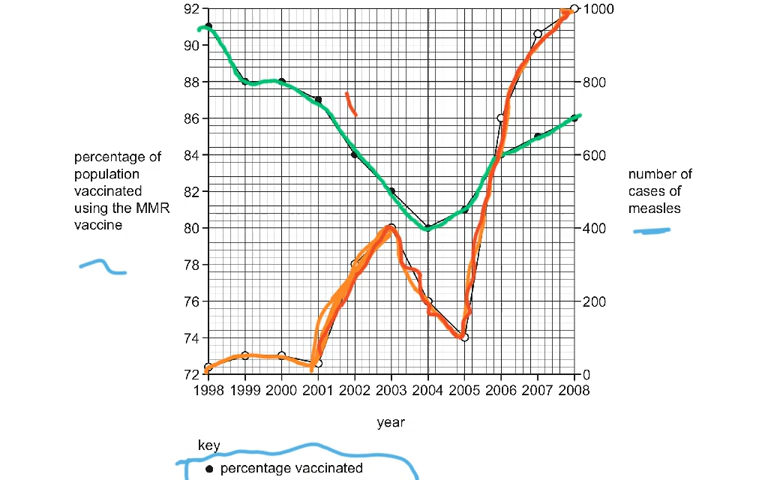 92
90
88
86
84
82
80
78
76
74
72
1000
800
600
400
200
0
percentage of
population
vaccinated
using the MMR
vaccine
number of
cases of
measles
1998 1999 2000 2001 2002 2003 2004 2005 2006 2007 2008
year
key
percentage vaccinated